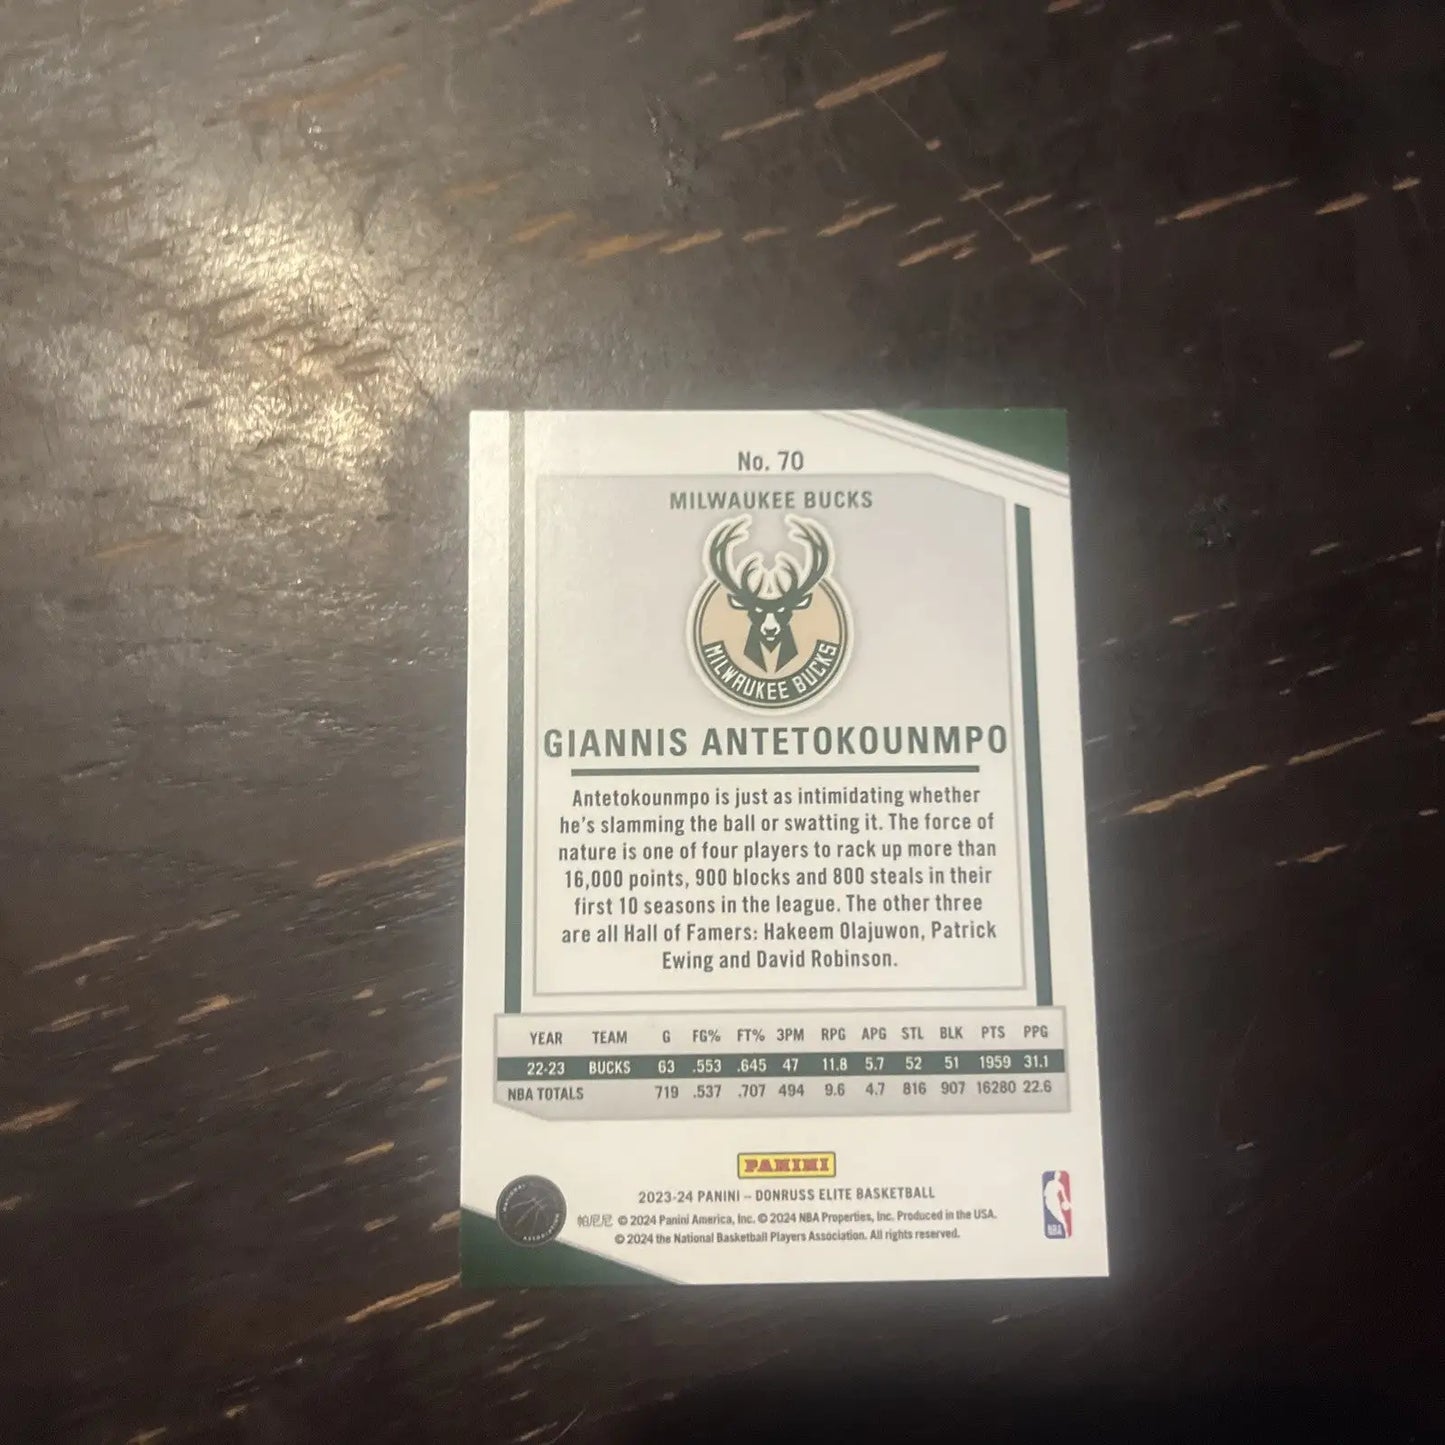 No. 70
MILWAUKEE BUCKS
MILWAUKEE BUCKS
GIANNIS ANTETOKOUNMPO
Antetokounmpo is just as intimidating whether
he's slamming the ball or swatting it. The force of
nature is one of four players to rack up more than
16,000 points, 900 blocks and 800 steals in their
first 10 seasons in the league. The other three
are all Hall of Famers: Hakeem Olajuwon, Patrick
Ewing and David Robinson.
YEAR TEAM G FG% FT% 3PM RPG APG STL BLK PTS PPG
22-23 BUCKS 63 .553 .645 47 11.8 5.7 52 51 1959 31.1
NBA TOTALS 719 .537 .707 494 9.6 4.7 816 907 16280 22.6
PANINI
2023-24 PANINI – DONRUSS ELITE BASKETBALL
帕尼尼 © 2024 Panini America, Inc. © 2024 NBA Properties, Inc. Produced in the USA.
© 2024 the National Basketball Players Association. All rights reserved.
NATIONAL
ASSOCIATION
NBA